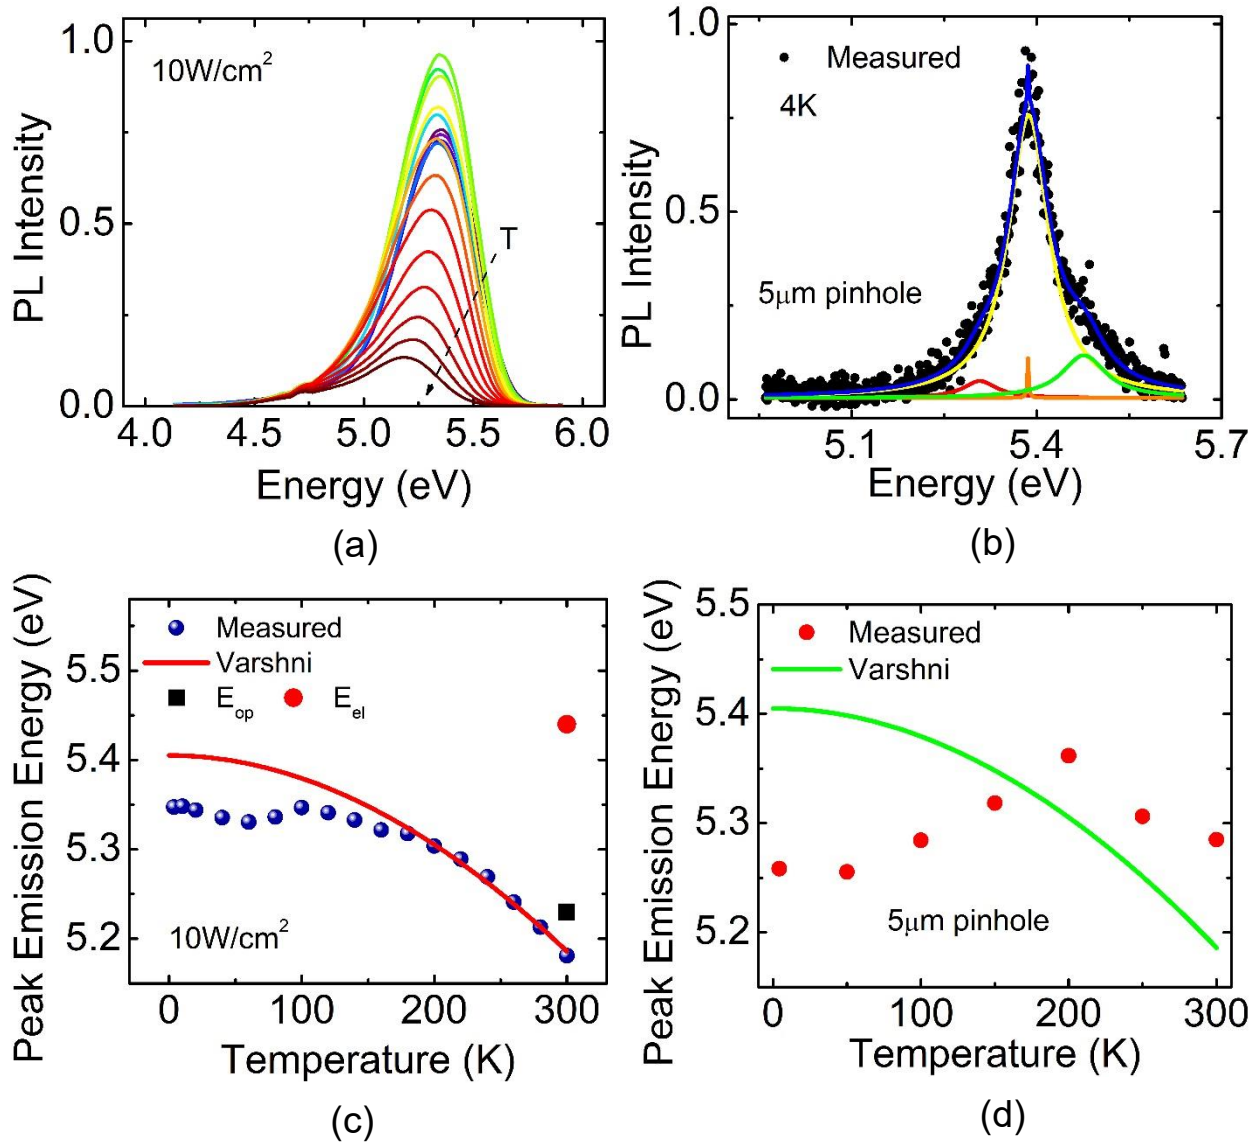 PL Intensity
1.0
0.5
0.0
10W/cm²
T
4.0 4.5 5.0 5.5 6.0
Energy (eV)
(a)
PL Intensity
1.0
0.5
0.0
Measured
4K
5μm pinhole
5.1 5.4 5.7
Energy (eV)
(b)
Peak Emission Energy (eV)
5.5
5.4
5.3
5.2
Measured
Varshni
E_op E_el
10W/cm²
0 100 200 300
Temperature (K)
(c)
Peak Emission Energy (eV)
5.5
5.4
5.3
5.2
Measured
Varshni
5μm pinhole
0 100 200 300
Temperature (K)
(d)